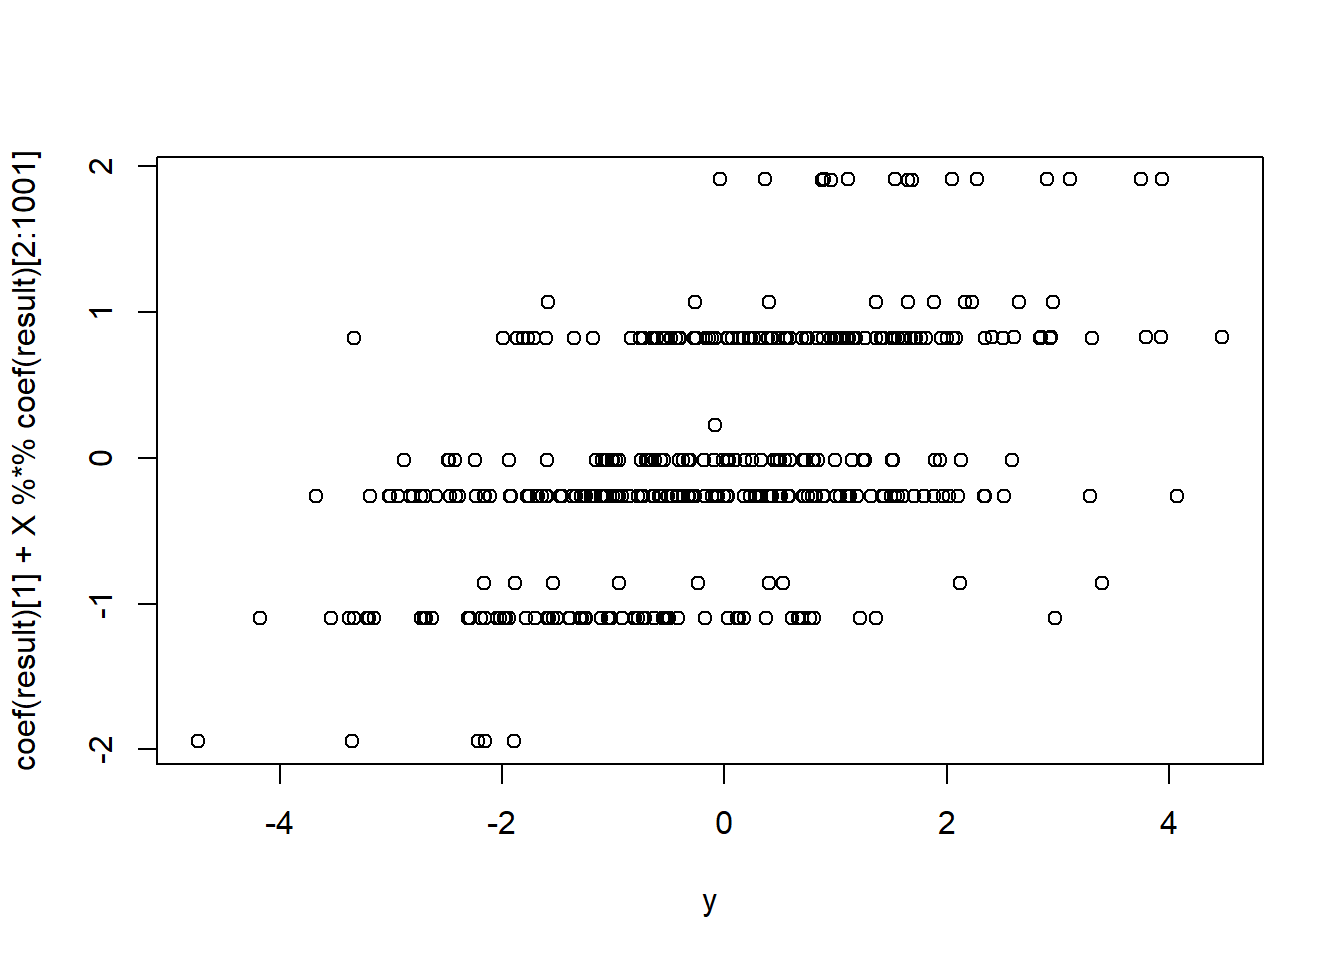 coef(result)[1] + X %*% coef(result)[2:1001]
2
1
0
-1
-2
-4 -2 0 2 4
y